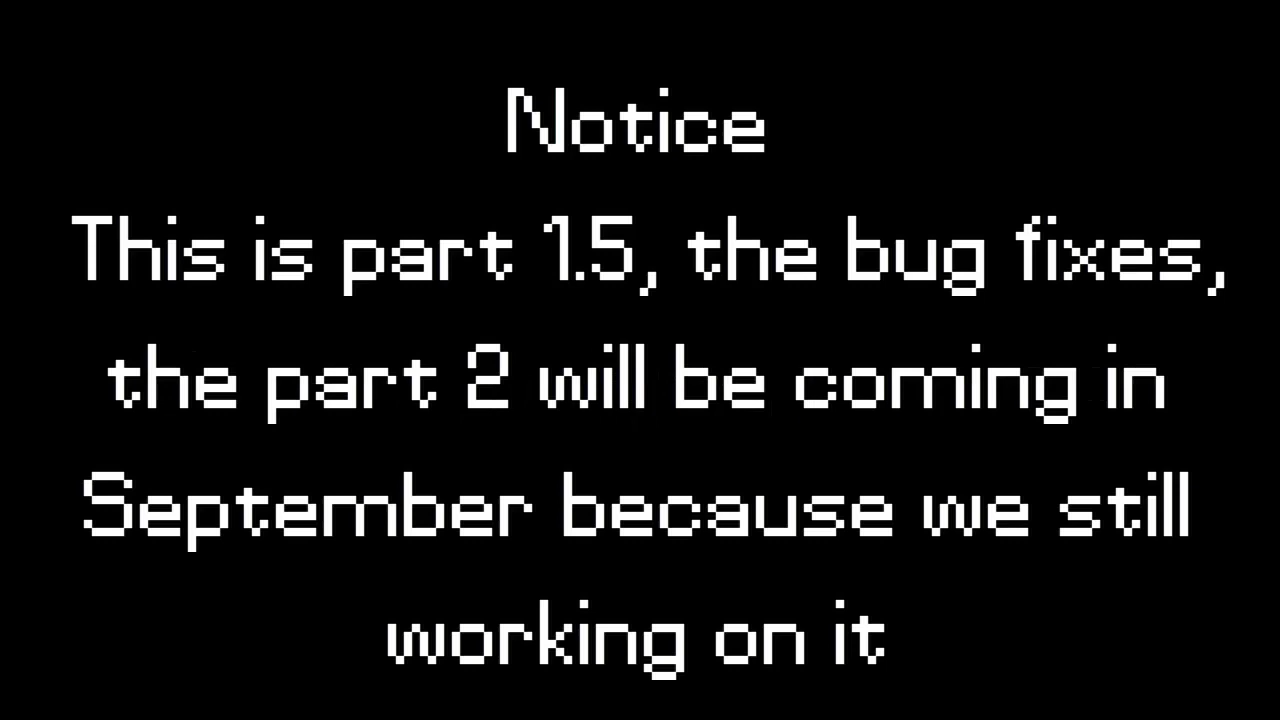 Notice
This is part 1.5, the bug fixes,
the part 2 will be coming in
September because we still
working on it